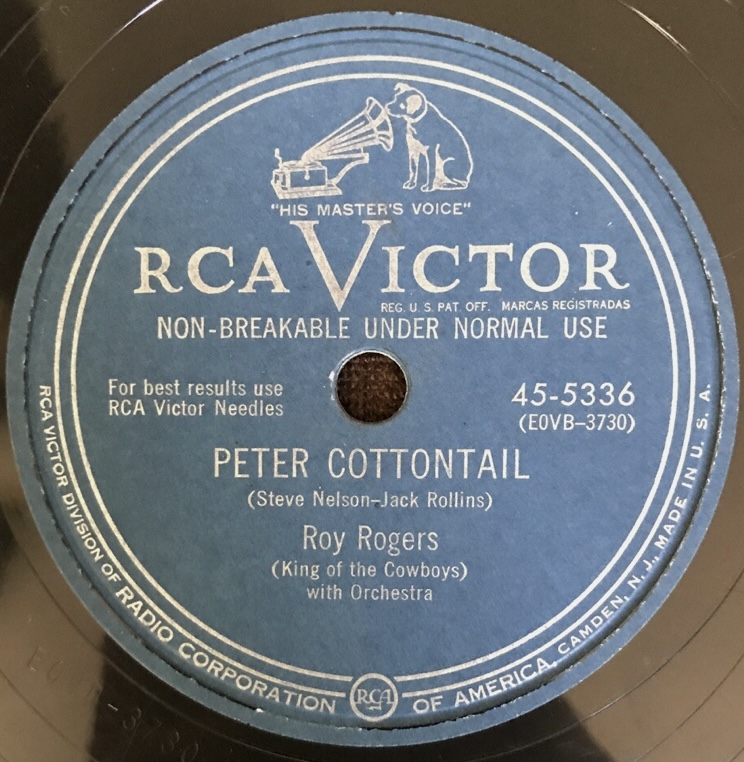 "HIS MASTER'S VOICE"
RCA VICTOR
REG. U. S. PAT. OFF. MARCAS REGISTRADAS
NON-BREAKABLE UNDER NORMAL USE
For best results use
RCA Victor Needles
45-5336
(E0VB–3730)
PETER COTTONTAIL
(Steve Nelson–Jack Rollins)
Roy Rogers
(King of the Cowboys)
with Orchestra
RCA VICTOR DIVISION OF RADIO CORPORATION RCA OF AMERICA, CAMDEN, N. J., MADE IN U. S. A.